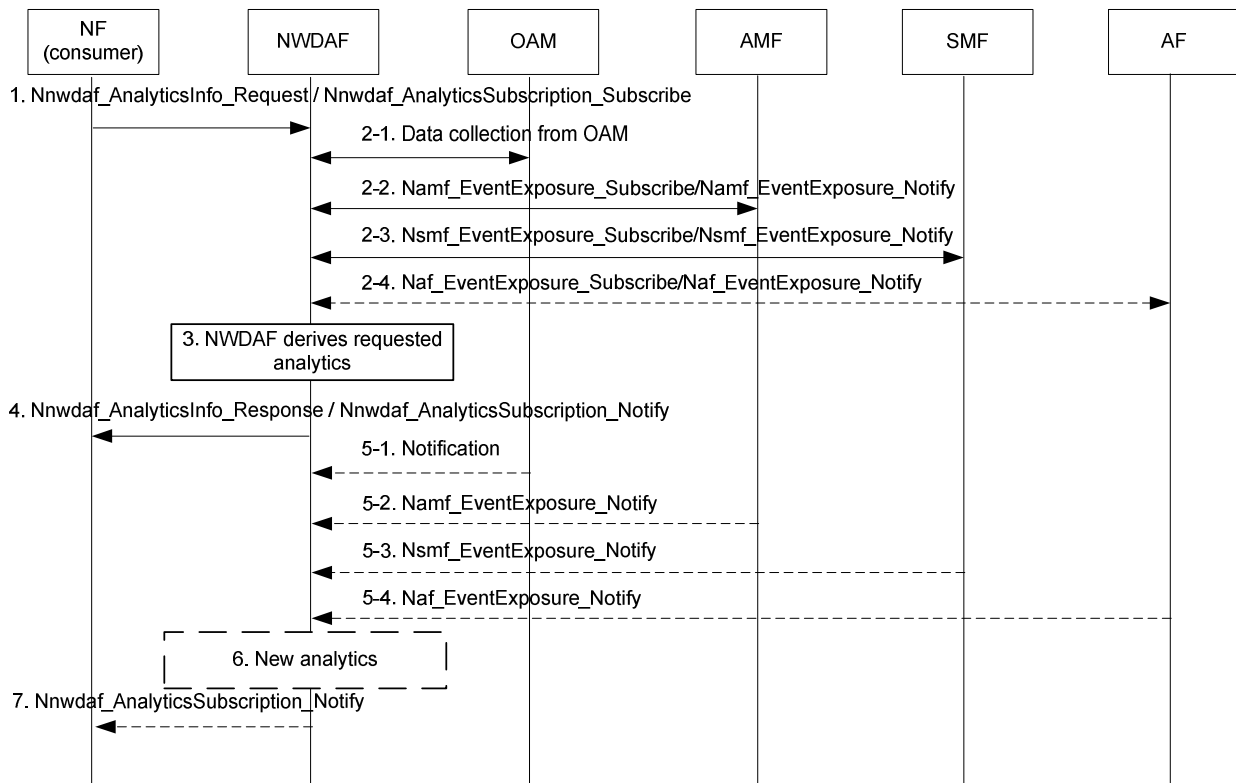 NF
(consumer)
NWDAF
OAM
AMF
SMF
AF
1. Nnwdaf_AnalyticsInfo_Request / Nnwdaf_AnalyticsSubscription_Subscribe
2-1. Data collection from OAM
2-2. Namf_EventExposure_Subscribe/Namf_EventExposure_Notify
2-3. Nsmf_EventExposure_Subscribe/Nsmf_EventExposure_Notify
2-4. Naf_EventExposure_Subscribe/Naf_EventExposure_Notify
3. NWDAF derives requested
analytics
4. Nnwdaf_AnalyticsInfo_Response / Nnwdaf_AnalyticsSubscription_Notify
5-1. Notification
5-2. Namf_EventExposure_Notify
5-3. Nsmf_EventExposure_Notify
5-4. Naf_EventExposure_Notify
6. New analytics
7. Nnwdaf_AnalyticsSubscription_Notify